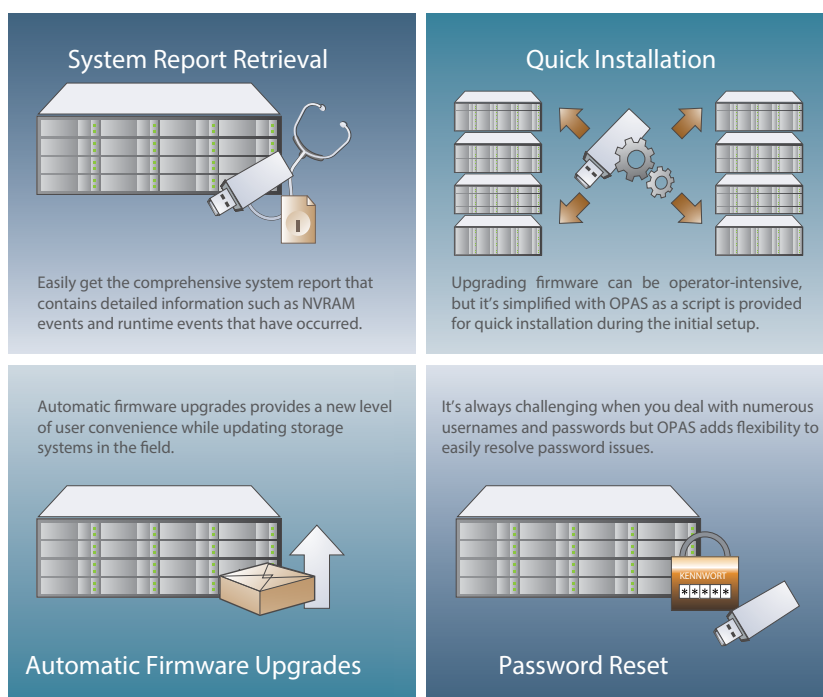 System Report Retrieval
Easily get the comprehensive system report that
contains detailed information such as NVRAM
events and runtime events that have occurred.
Quick Installation
Upgrading firmware can be operator-intensive,
but it's simplified with OPAS as a script is provided
for quick installation during the initial setup.
Automatic firmware upgrades provides a new level
of user convenience while updating storage
systems in the field.
Automatic Firmware Upgrades
It's always challenging when you deal with numerous
usernames and passwords but OPAS adds flexibility to
easily resolve password issues.
KENNWORT
*****
Password Reset